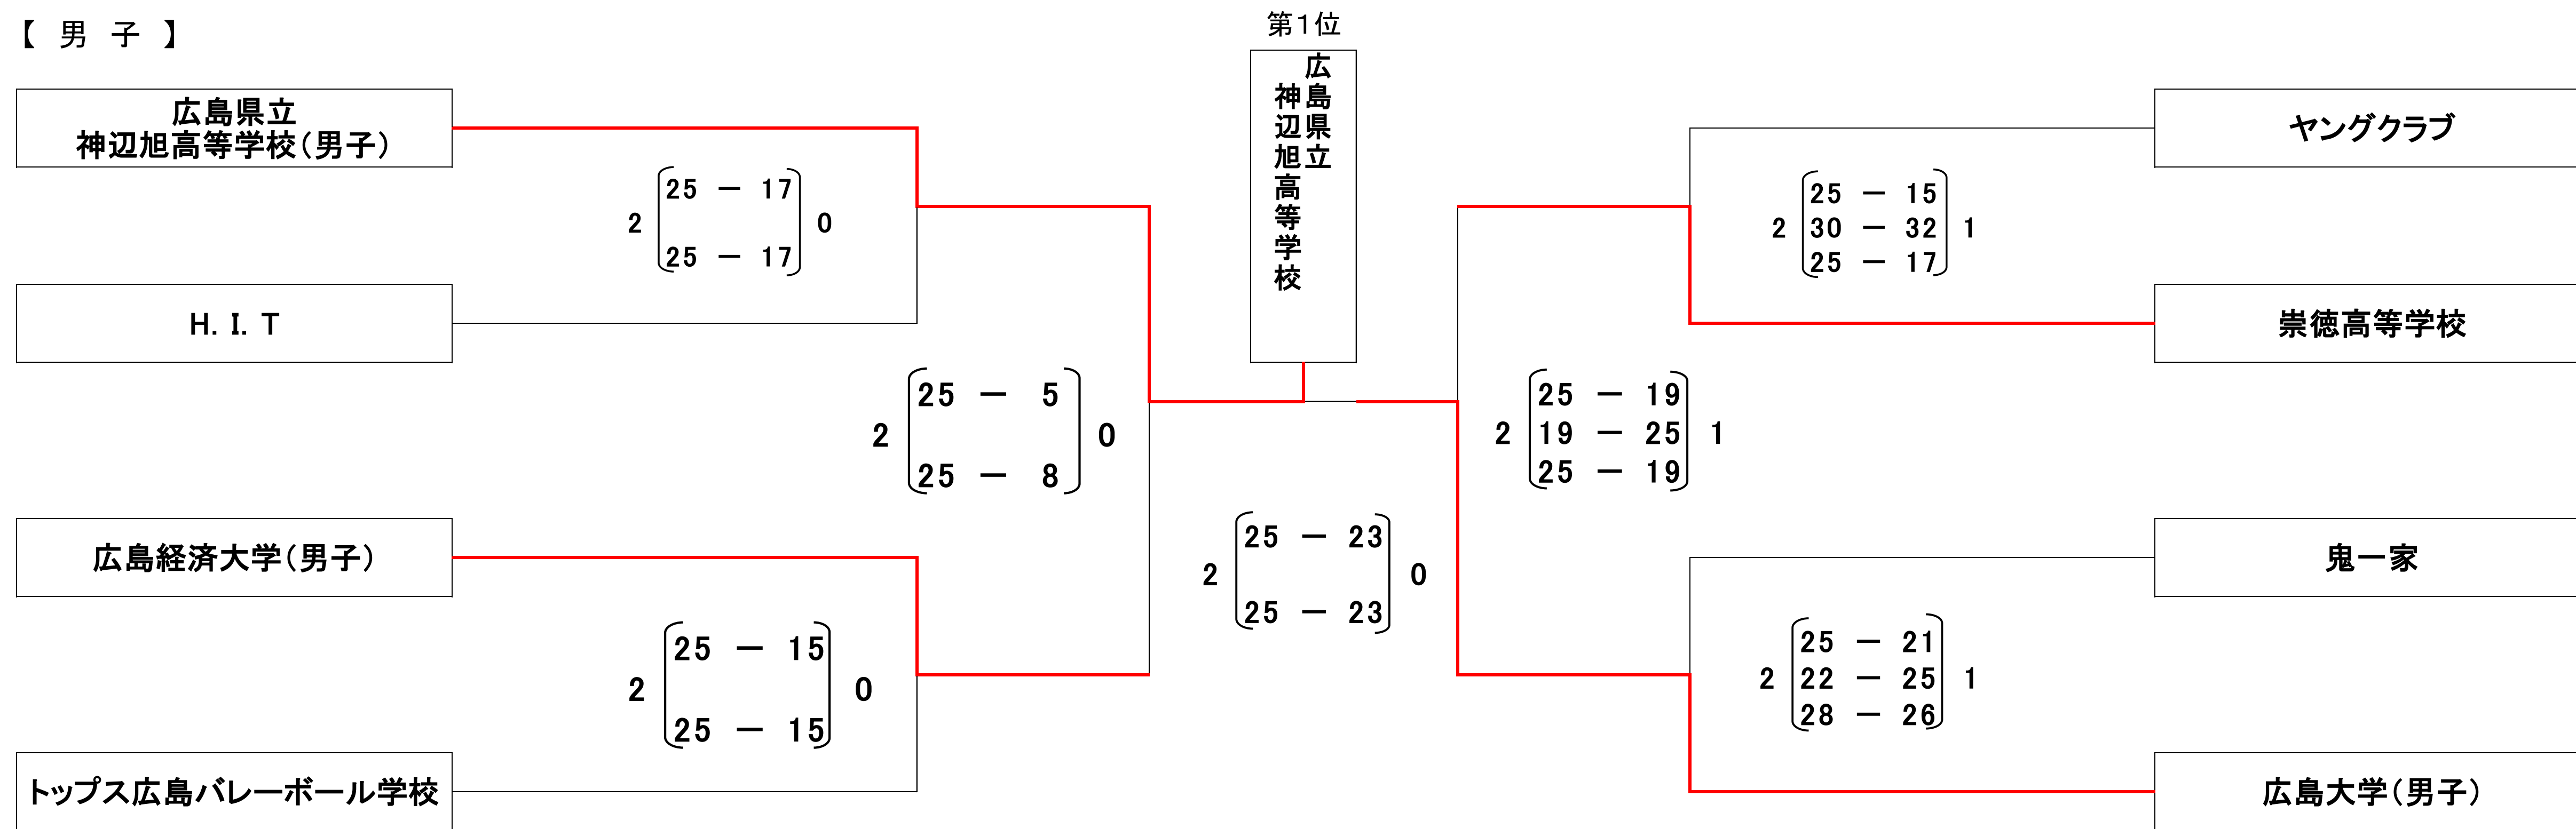 【 男 子 】
第1位
広島県立
神辺旭高等学校
広島県立
神辺旭高等学校(男子)
H. I. T
広島経済大学(男子)
トップス広島バレーボール学校
ヤングクラブ
崇徳高等学校
鬼一家
広島大学(男子)
25 － 17
2 0
25 － 17
25 － 5
2 0
25 － 8
25 － 15
2 0
25 － 15
25 － 23
2 0
25 － 23
25 － 15
2 30 － 32 1
25 － 17
25 － 19
2 19 － 25 1
25 － 19
25 － 21
2 22 － 25 1
28 － 26